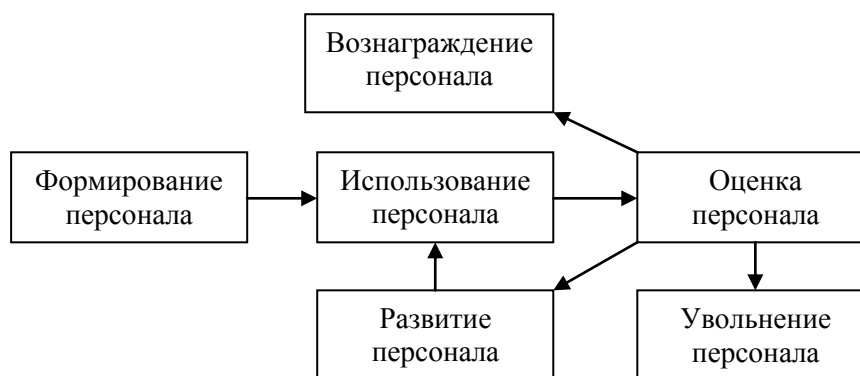 Вознаграждение
персонала
Формирование
персонала
Использование
персонала
Оценка
персонала
Развитие
персонала
Увольнение
персонала